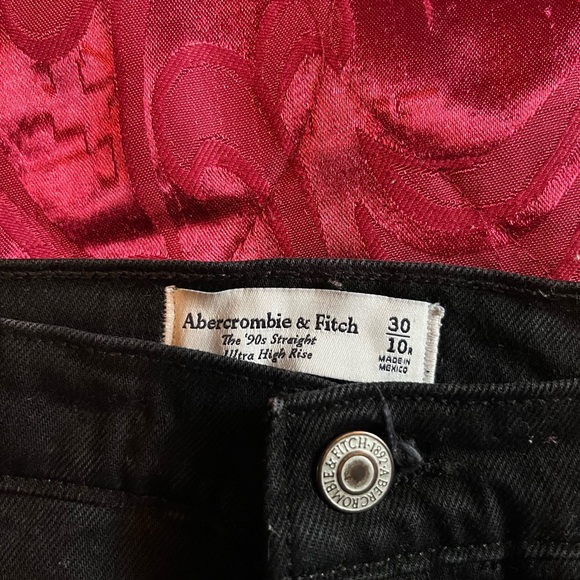 Abercrombie & Fitch
The '90s Straight
Ultra High Rise
30
10R
MADE IN
MEXICO
ABERCROMBIE & FITCH·1892·